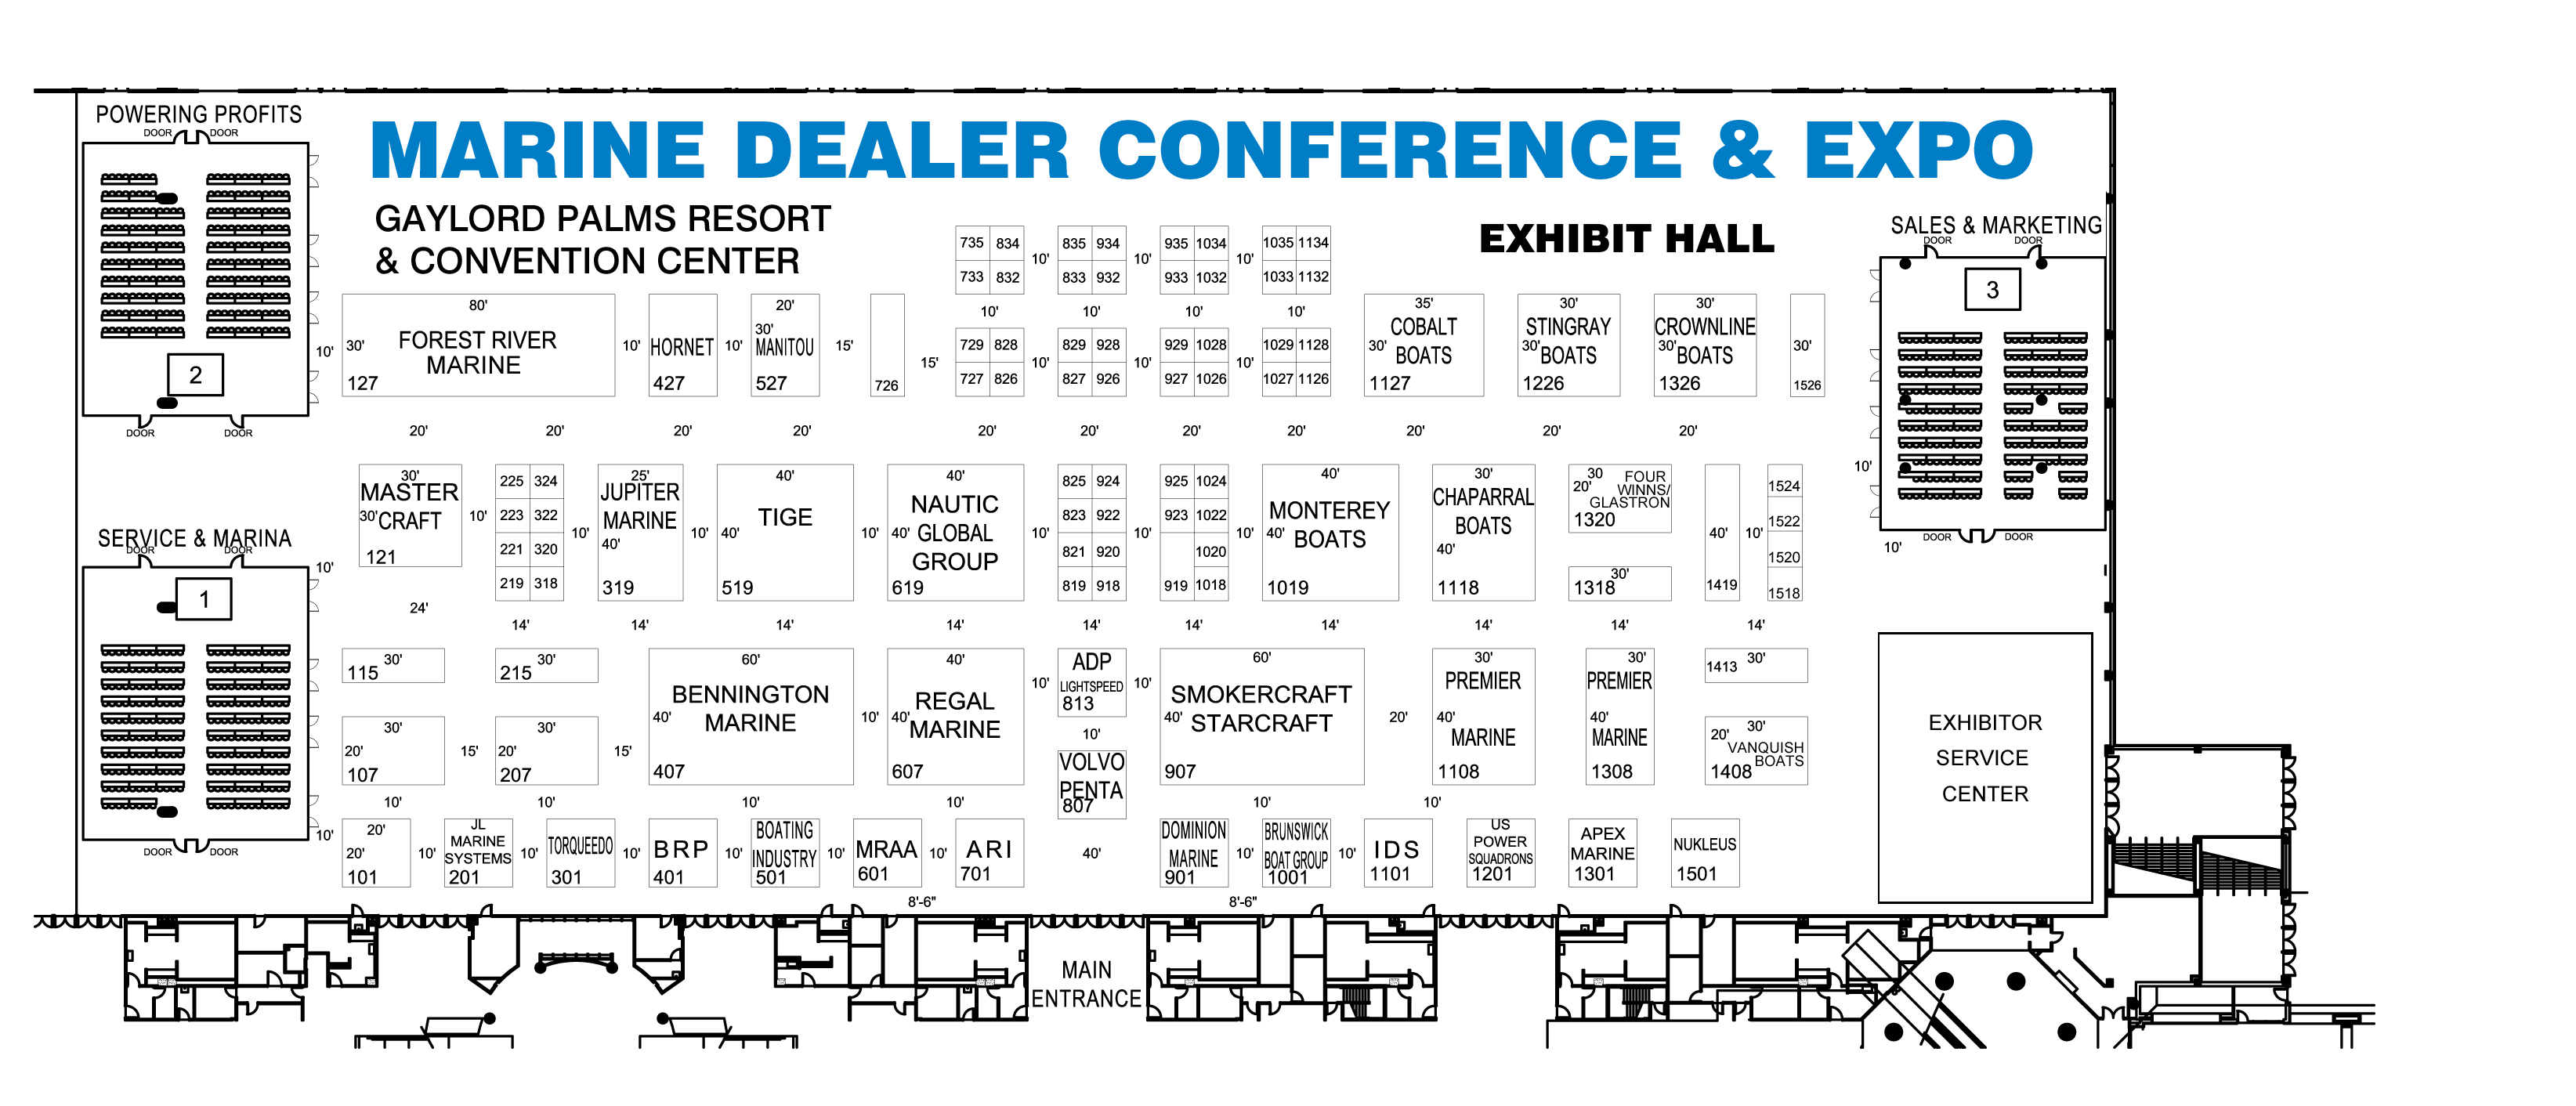 POWERING PROFITS
DOOR DOOR
MARINE DEALER CONFERENCE & EXPO
GAYLORD PALMS RESORT
& CONVENTION CENTER
EXHIBIT HALL
SALES & MARKETING
DOOR DOOR
735 834 10' 835 934 10' 935 1034 10' 1035 1134
733 832 833 932 933 1032 1033 1132
10' 10' 10' 10'
2
DOOR DOOR
3
80'
10' 30' FOREST RIVER
MARINE
127
10' HORNET
427
10' 20'
30'
MANITOU
527
15'
726
15'
729 828 10' 829 928 10' 929 1028 10' 1029 1128
727 826 827 926 927 1026 1027 1126
35'
COBALT
30' BOATS
1127
30'
STINGRAY
30' BOATS
1226
30'
CROWNLINE
30' BOATS
1326
30'
1526
20' 20' 20' 20' 20' 20' 20' 20' 20' 20' 20'
SERVICE & MARINA
DOOR DOOR
10'
1
30'
MASTER
30' CRAFT
121
10'
24'
225 324
223 322
221 320
219 318
10'
25'
JUPITER
MARINE
40'
319
10'
40'
TIGE
40'
519
10'
40'
NAUTIC
40' GLOBAL
GROUP
619
10'
825 924
823 922
821 920
819 918
10'
925 1024
923 1022
1020
919 1018
10'
40'
MONTEREY
40' BOATS
1019
30'
CHAPARRAL
BOATS
40'
1118
30 FOUR
20' WINNS/
GLASTRON
1320
30'
1318
40'
1419
10'
1524
1522
1520
1518
10'
10'
DOOR DOOR
14' 14' 14' 14' 14' 14' 14' 14' 14' 14'
115 30'
215 30'
30'
20'
107
15'
30'
20'
207
15'
60'
BENNINGTON
40' MARINE
407
10'
40'
REGAL
40' MARINE
607
10'
ADP
LIGHTSPEED
813
10'
10'
VOLVO
PENTA
807
60'
SMOKERCRAFT
40' STARCRAFT
907
20'
30'
PREMIER
40'
MARINE
1108
30'
PREMIER
40'
MARINE
1308
1413 30'
30'
20' VANQUISH
BOATS
1408
EXHIBITOR
SERVICE
CENTER
10' 10' 10' 10' 10' 10'
10'
DOOR DOOR
20'
20'
101
10'
JL
MARINE
SYSTEMS
201
10'
TORQUEEDO
301
10'
BRP
401
10'
BOATING
INDUSTRY
501
10'
MRAA
601
10'
ARI
701
40'
DOMINION
MARINE
901
10'
BRUNSWICK
BOAT GROUP
1001
10'
IDS
1101
US
POWER
SQUADRONS
1201
APEX
MARINE
1301
NUKLEUS
1501
8'-6" 8'-6"
MAIN
ENTRANCE